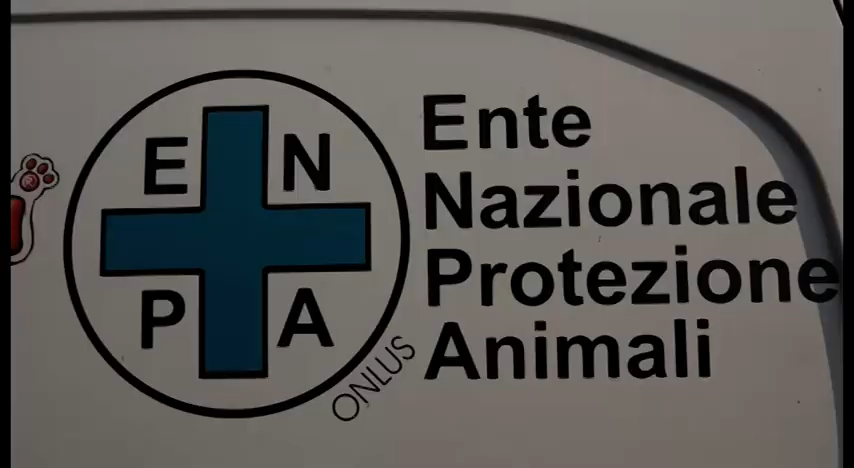 E N
P A
ONLUS
Ente
Nazionale
Protezione
Animali
®